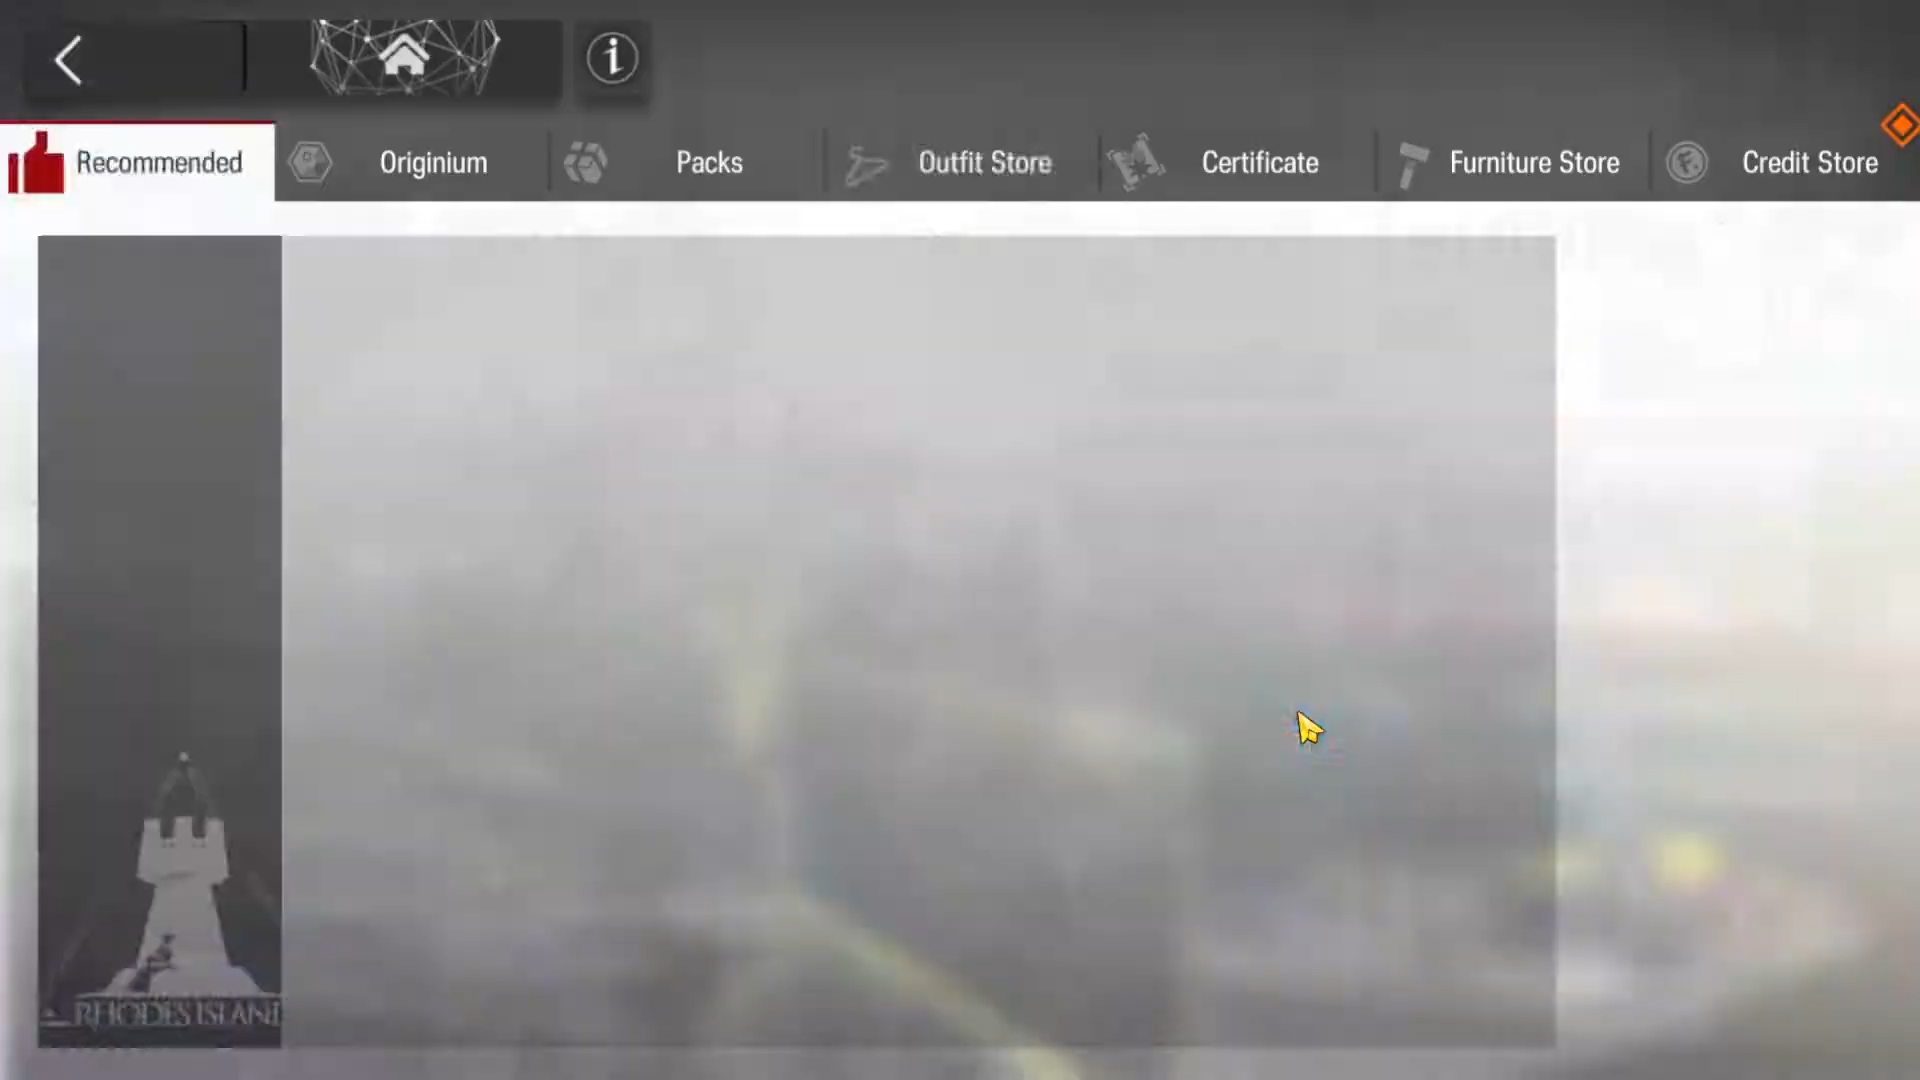 Recommended
Originium
Packs
Outfit Store
Certificate
Furniture Store
Credit Store
RHODES ISLAND